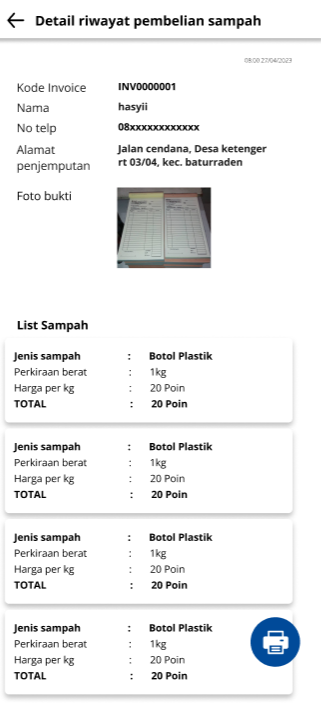 Detail riwayat pembelian sampah
08:00 27/04/2023
Kode Invoice INV0000001
Nama hasyii
No telp 08xxxxxxxxxxxx
Alamat penjemputan Jalan cendana, Desa ketenger
rt 03/04, kec. baturraden
Foto bukti
List Sampah
Jenis sampah : Botol Plastik
Perkiraan berat : 1kg
Harga per kg : 20 Poin
TOTAL : 20 Poin
Jenis sampah : Botol Plastik
Perkiraan berat : 1kg
Harga per kg : 20 Poin
TOTAL : 20 Poin
Jenis sampah : Botol Plastik
Perkiraan berat : 1kg
Harga per kg : 20 Poin
TOTAL : 20 Poin
Jenis sampah : Botol Plastik
Perkiraan berat : 1kg
Harga per kg : 20 Poin
TOTAL : 20 Poin